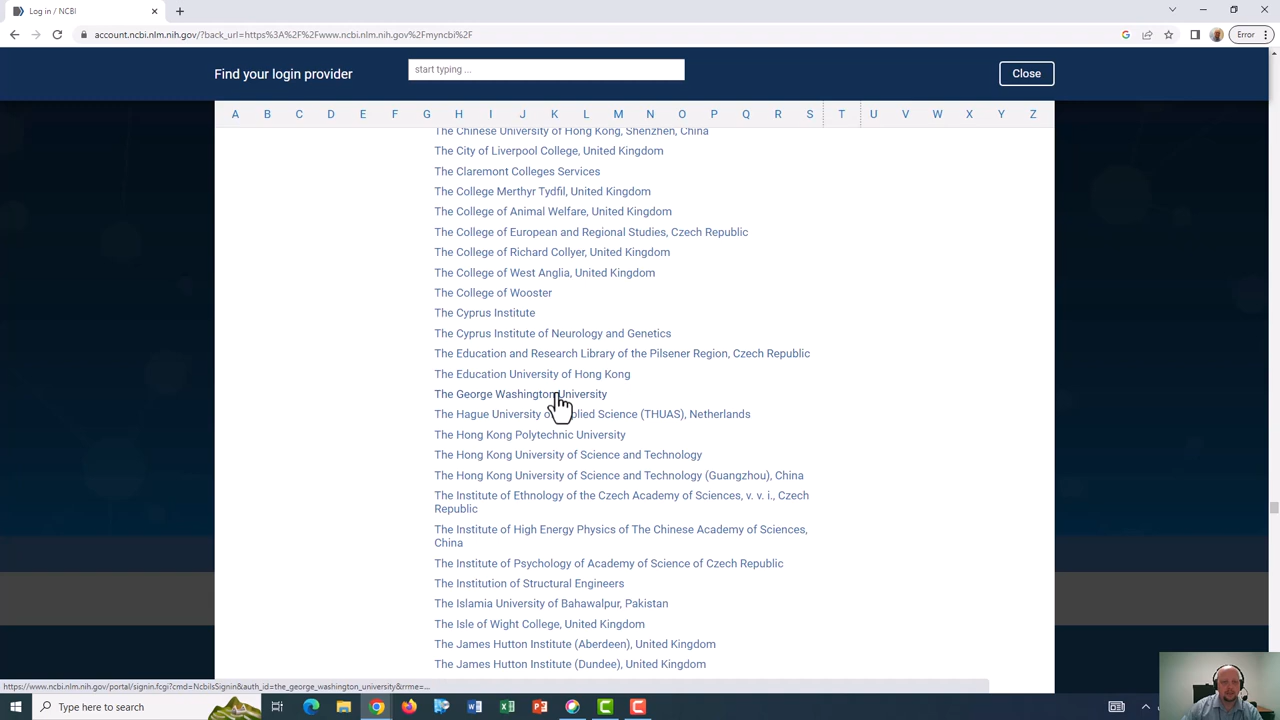 Log in / NCBI
account.ncbi.nlm.nih.gov/?back_url=https%3A%2F%2Fwww.ncbi.nlm.nih.gov%2Fmyncbi%2F
Error
Find your login provider
start typing ...
Close
A B C D E F G H I J K L M N O P Q R S T U V W X Y Z
The Chinese University of Hong Kong, Shenzhen, China
The City of Liverpool College, United Kingdom
The Claremont Colleges Services
The College Merthyr Tydfil, United Kingdom
The College of Animal Welfare, United Kingdom
The College of European and Regional Studies, Czech Republic
The College of Richard Collyer, United Kingdom
The College of West Anglia, United Kingdom
The College of Wooster
The Cyprus Institute
The Cyprus Institute of Neurology and Genetics
The Education and Research Library of the Pilsener Region, Czech Republic
The Education University of Hong Kong
The George Washington University
The Hague University of Applied Science (THUAS), Netherlands
The Hong Kong Polytechnic University
The Hong Kong University of Science and Technology
The Hong Kong University of Science and Technology (Guangzhou), China
The Institute of Ethnology of the Czech Academy of Sciences, v. v. i., Czech
Republic
The Institute of High Energy Physics of The Chinese Academy of Sciences,
China
The Institute of Psychology of Academy of Science of Czech Republic
The Institution of Structural Engineers
The Islamia University of Bahawalpur, Pakistan
The Isle of Wight College, United Kingdom
The James Hutton Institute (Aberdeen), United Kingdom
The James Hutton Institute (Dundee), United Kingdom
https://www.ncbi.nlm.nih.gov/portal/signin.fcgi?cmd=NcbiIsSignin&auth_id=the_george_washington_university&rrme=...
Type here to search